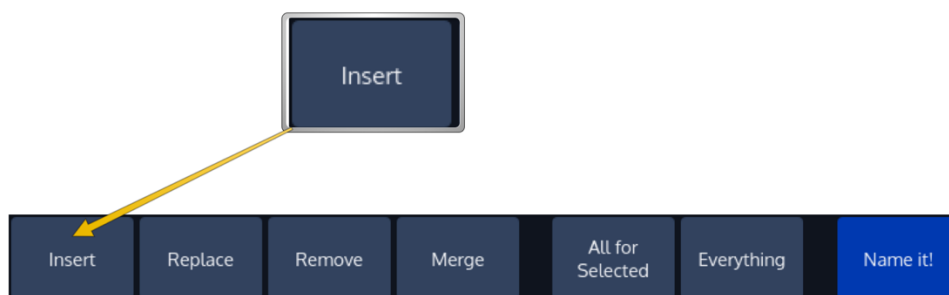 Insert
Insert
Replace
Remove
Merge
All for
Selected
Everything
Name it!